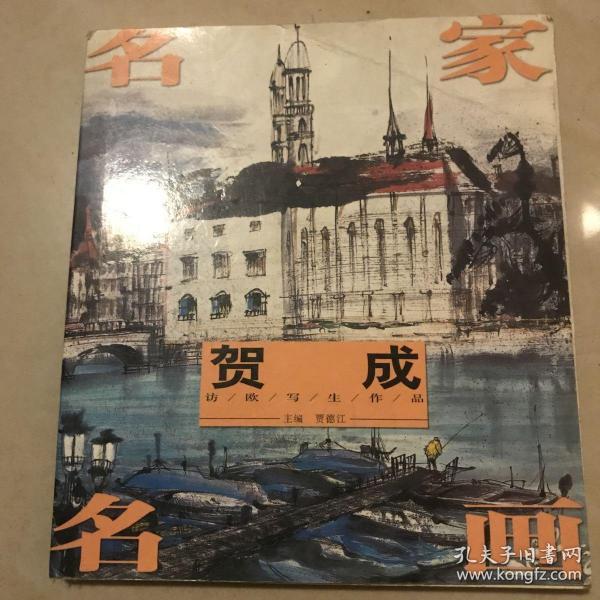 名家
贺成
访/欧/写/生/作/品
主编 贾德江
名画
孔夫子旧书网
www.kongfz.com